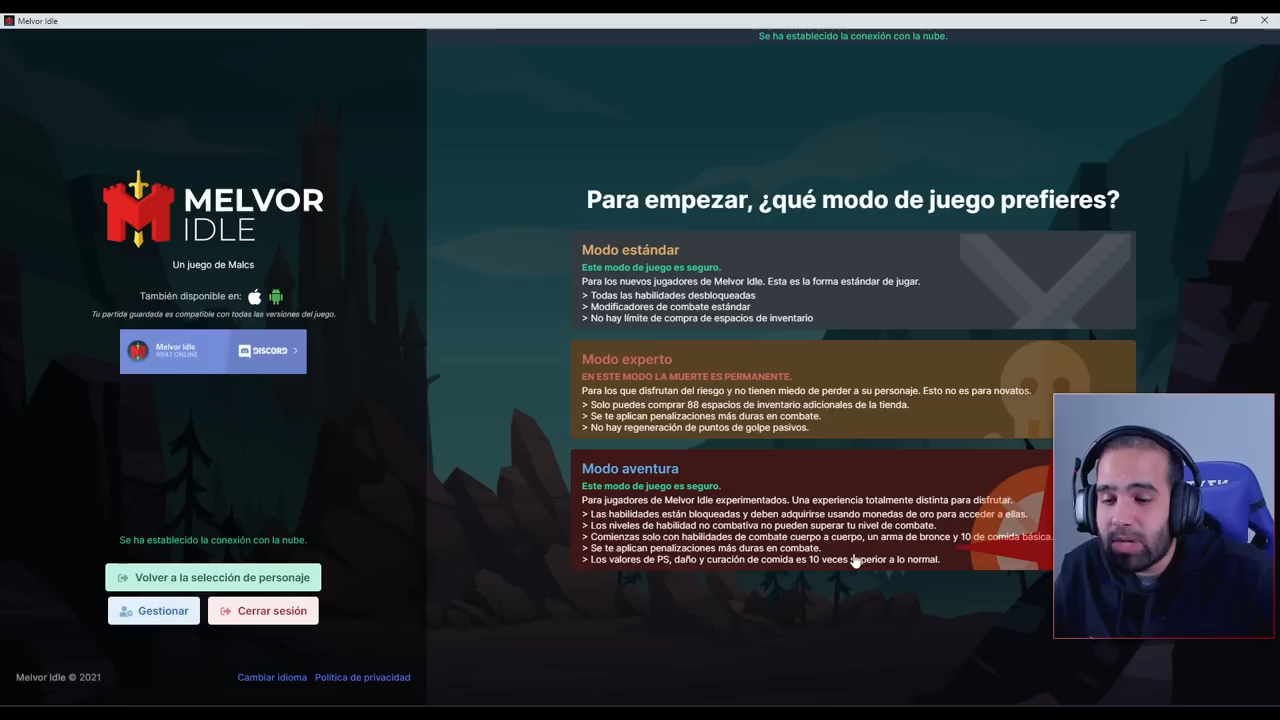 Melvor Idle
Se ha establecido la conexión con la nube.
MELVOR
IDLE
Un juego de Malcs
También disponible en:
Tu partida guardada es compatible con todas las versiones del juego.
Melvor Idle
9947 ONLINE
DISCORD
Se ha establecido la conexión con la nube.
Volver a la selección de personaje
Gestionar
Cerrar sesión
Melvor Idle © 2021
Cambiar idioma
Política de privacidad
Para empezar, ¿qué modo de juego prefieres?
Modo estándar
Este modo de juego es seguro.
Para los nuevos jugadores de Melvor Idle. Esta es la forma estándar de jugar.
> Todas las habilidades desbloqueadas
> Modificadores de combate estándar
> No hay límite de compra de espacios de inventario
Modo experto
EN ESTE MODO LA MUERTE ES PERMANENTE.
Para los que disfrutan del riesgo y no tienen miedo de perder a su personaje. Esto no es para novatos.
> Solo puedes comprar 88 espacios de inventario adicionales de la tienda.
> Se te aplican penalizaciones más duras en combate.
> No hay regeneración de puntos de golpe pasivos.
Modo aventura
Este modo de juego es seguro.
Para jugadores de Melvor Idle experimentados. Una experiencia totalmente distinta para disfrutar.
> Las habilidades están bloqueadas y deben adquirirse usando monedas de oro para acceder a ellas.
> Los niveles de habilidad no combativa no pueden superar tu nivel de combate.
> Comienzas solo con habilidades de combate cuerpo a cuerpo, un arma de bronce y 10 de comida básica.
> Se te aplican penalizaciones más duras en combate.
> Los valores de PS, daño y curación de comida es 10 veces superior a lo normal.